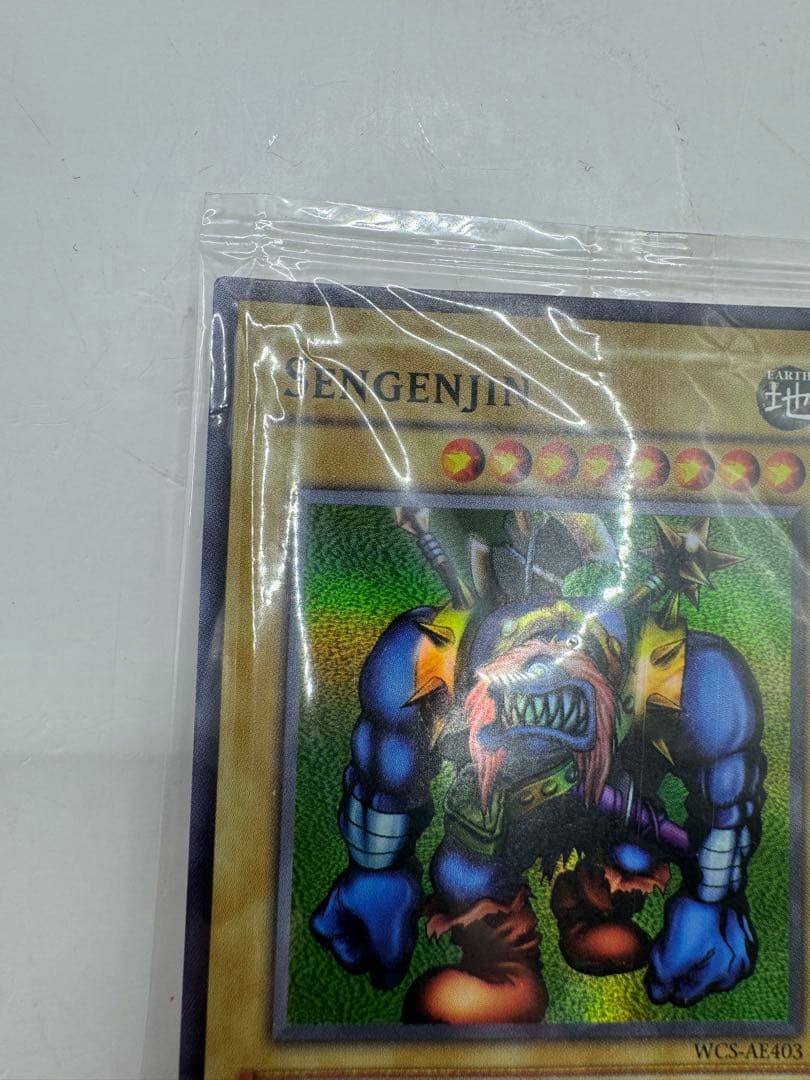 SENGENJIN
EARTH
地
WCS-AE403